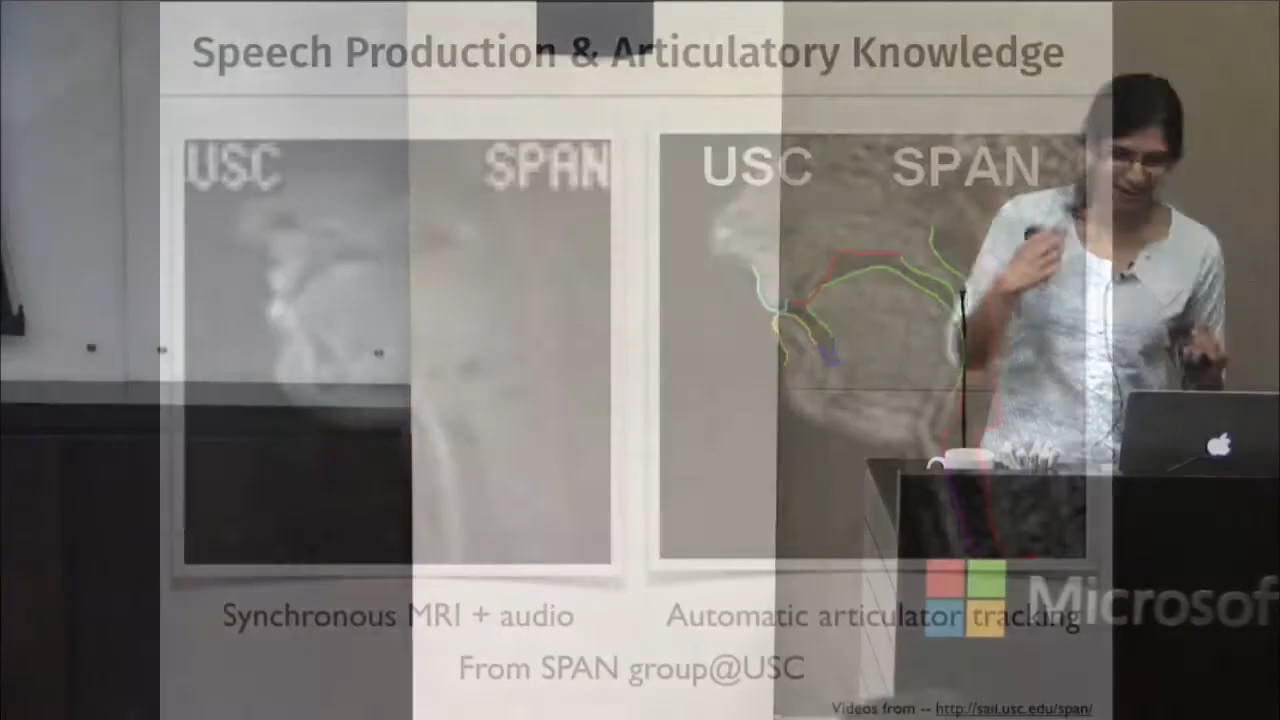 Speech Production & Articulatory Knowledge
USC SPAN
USC SPAN
Synchronous MRI + audio
Automatic articulator tracking
Microsof
From SPAN group@USC
Videos from -- http://sail.usc.edu/span/